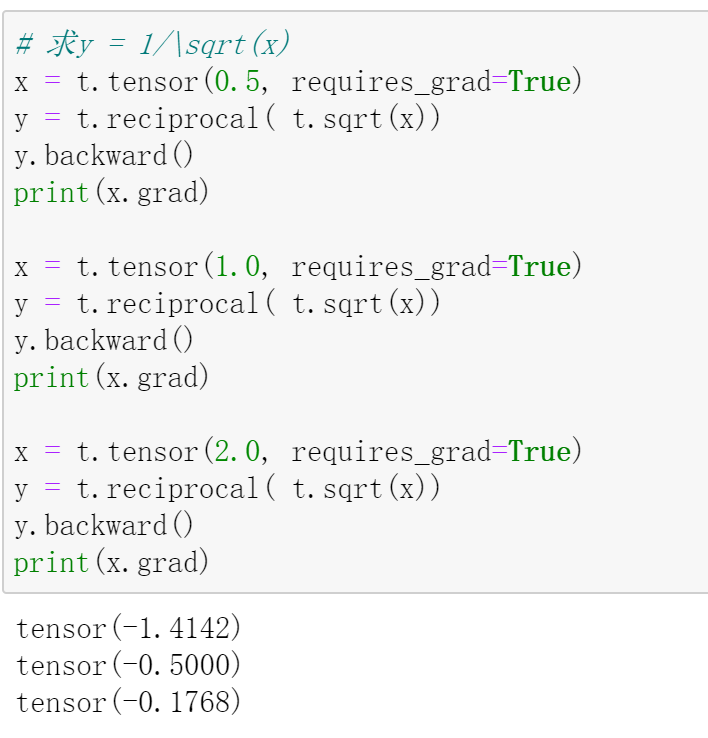 # 求y = 1/\sqrt(x)
x = t.tensor(0.5, requires_grad=True)
y = t.reciprocal( t.sqrt(x))
y.backward()
print(x.grad)

x = t.tensor(1.0, requires_grad=True)
y = t.reciprocal( t.sqrt(x))
y.backward()
print(x.grad)

x = t.tensor(2.0, requires_grad=True)
y = t.reciprocal( t.sqrt(x))
y.backward()
print(x.grad)

tensor(-1.4142)
tensor(-0.5000)
tensor(-0.1768)